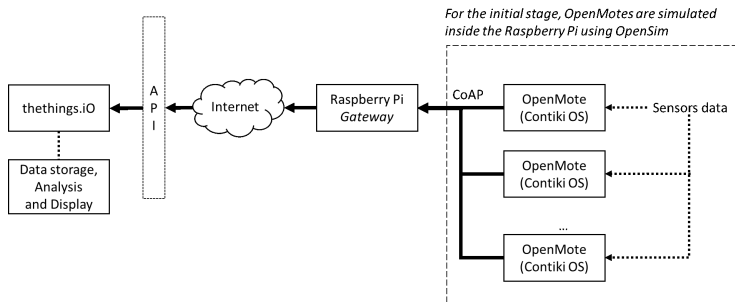 For the initial stage, OpenMotes are simulated
inside the Raspberry Pi using OpenSim
thethings.iO
A
P
I
Internet
Raspberry Pi
Gateway
CoAP
OpenMote
(Contiki OS)
Sensors data
Data storage,
Analysis
and Display
OpenMote
(Contiki OS)
...
OpenMote
(Contiki OS)